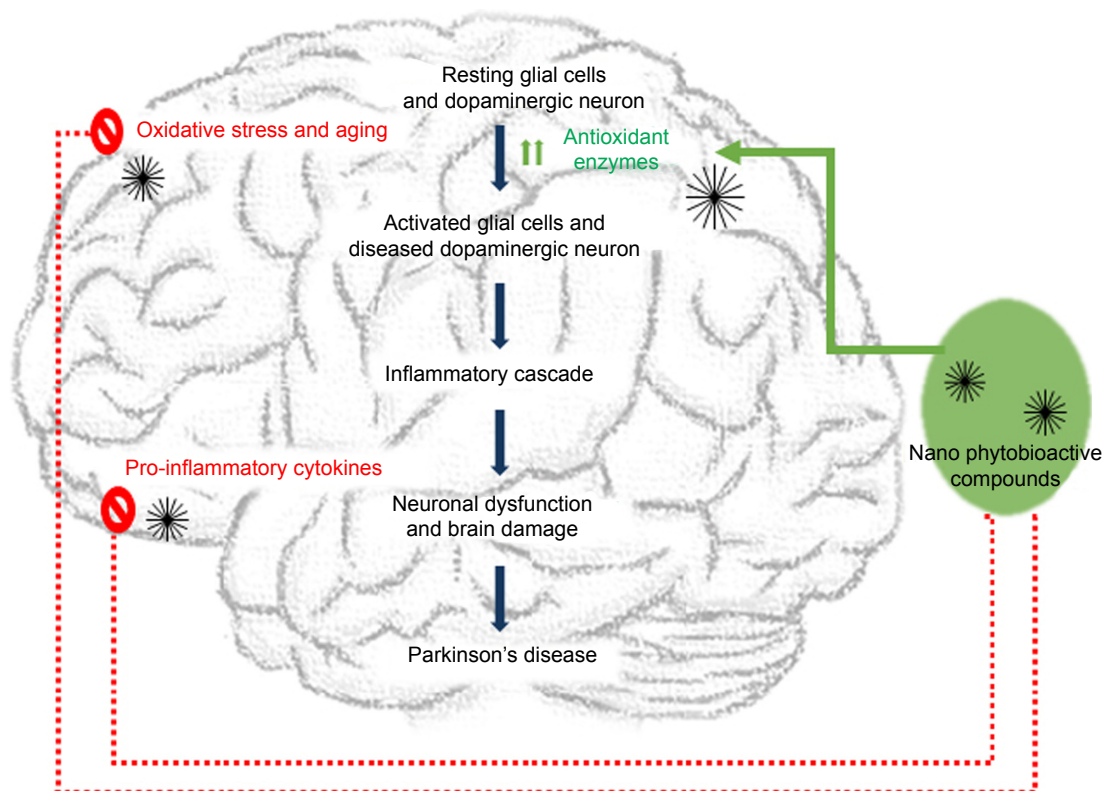 Resting glial cells
and dopaminergic neuron
Oxidative stress and aging
Antioxidant
enzymes
Activated glial cells and
diseased dopaminergic neuron
Inflammatory cascade
Pro-inflammatory cytokines
Nano phytobioactive
compounds
Neuronal dysfunction
and brain damage
Parkinson's disease